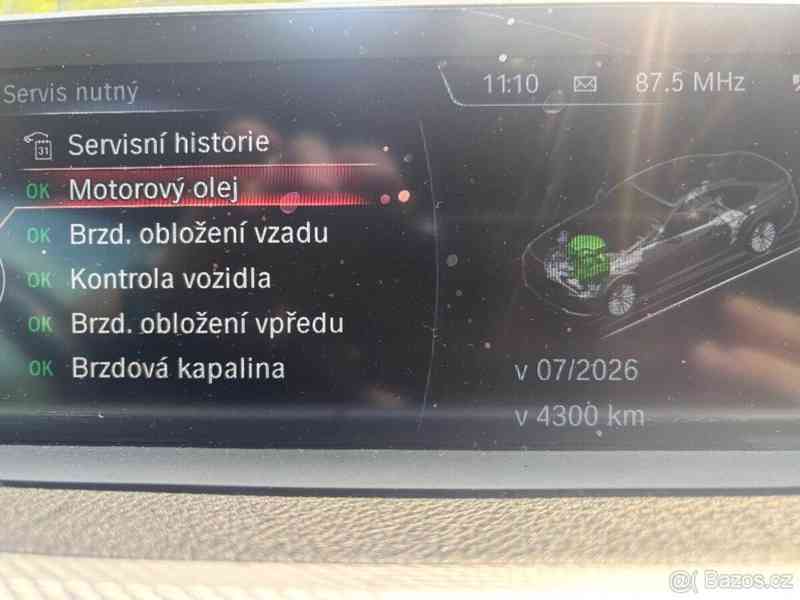 Servis nutný
11:10 87.5 MHz
31 Servisní historie
OK Motorový olej
OK Brzd. obložení vzadu
OK Kontrola vozidla
OK Brzd. obložení vpředu
OK Brzdová kapalina
v 07/2026
v 4300 km
@( Bazos.cz